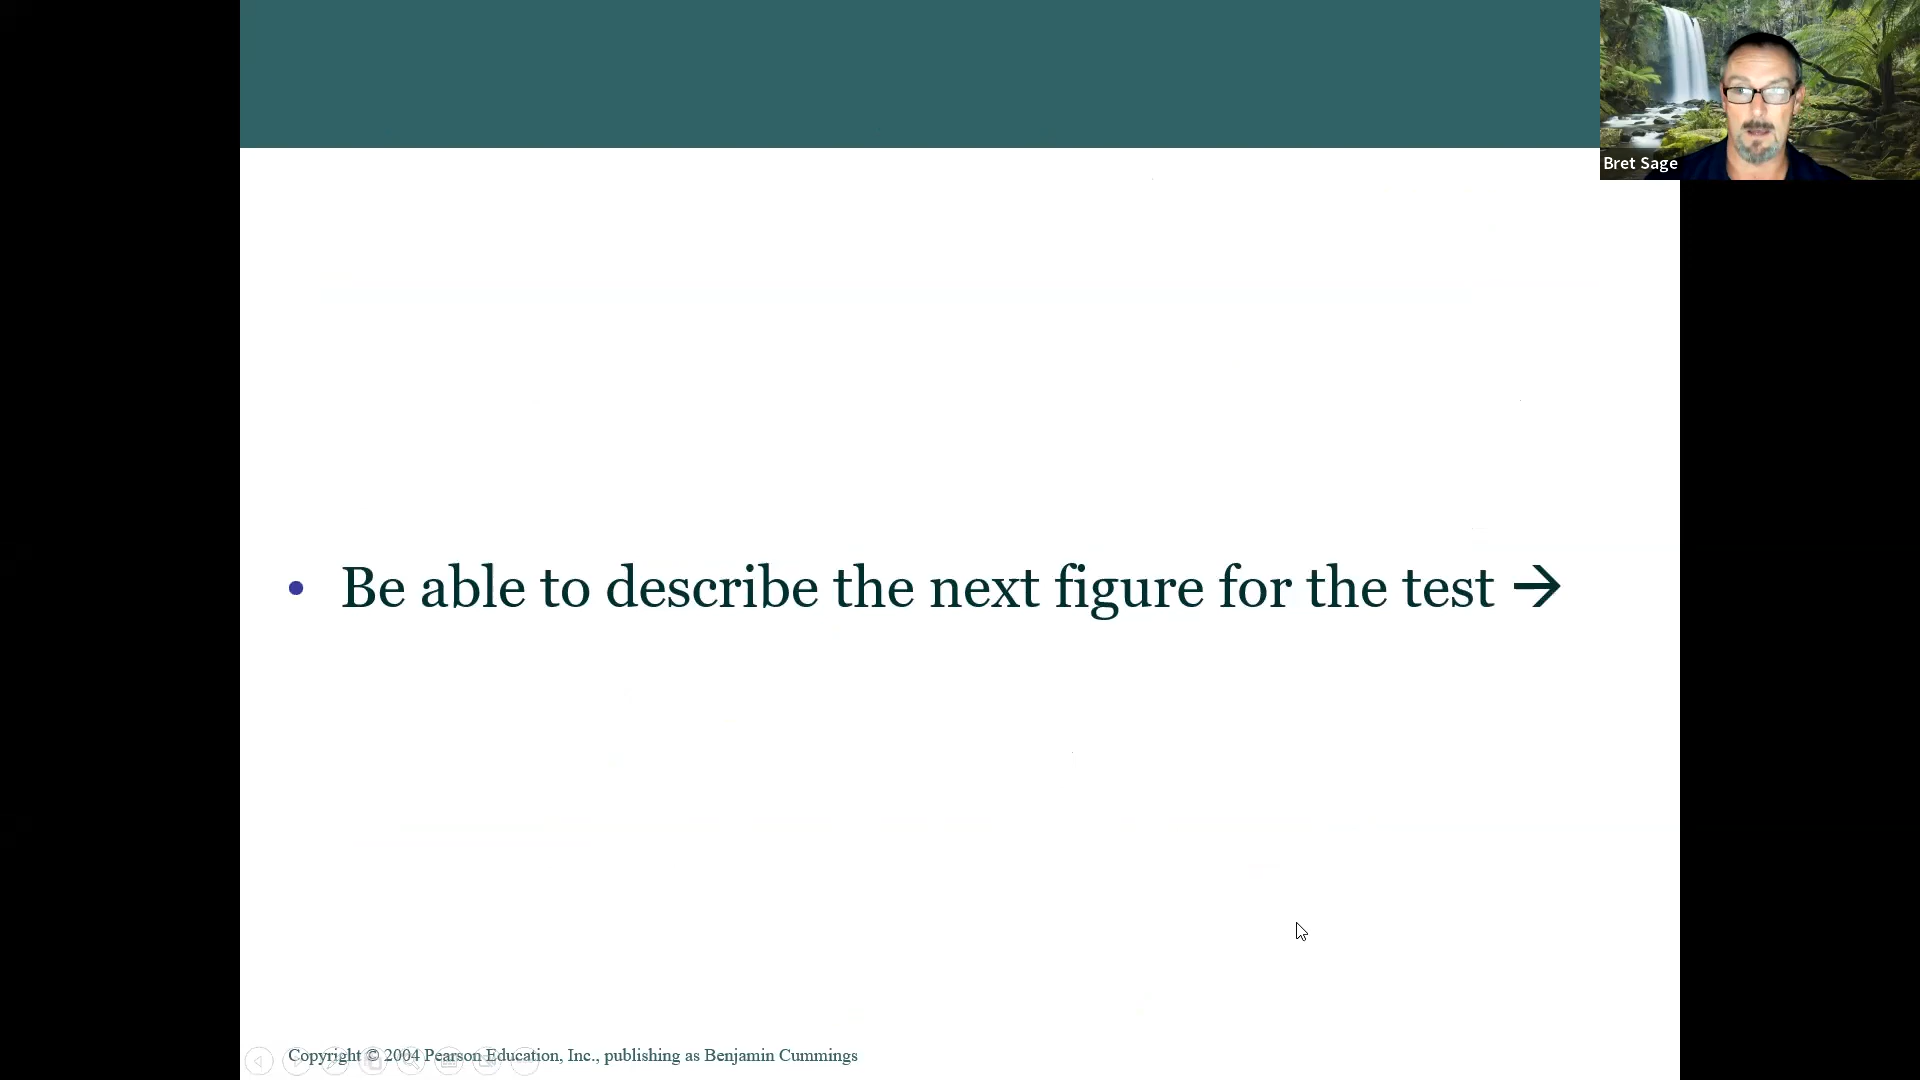 Bret Sage
• Be able to describe the next figure for the test →
Copyright © 2004 Pearson Education, Inc., publishing as Benjamin Cummings